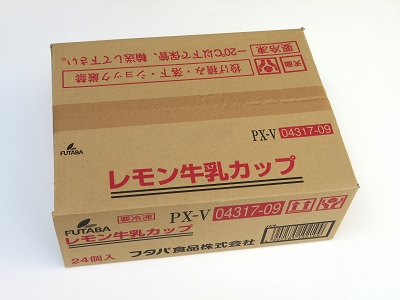 -20℃以下で保管、輸送して下さい。
要冷凍
投げ積み・落下・ショック厳禁
天面
PX-V 04317-09
FUTABA
レモン牛乳カップ
要冷凍 PX-V 04317-09
FUTABA
レモン牛乳カップ
24個入 フタバ食品株式会社